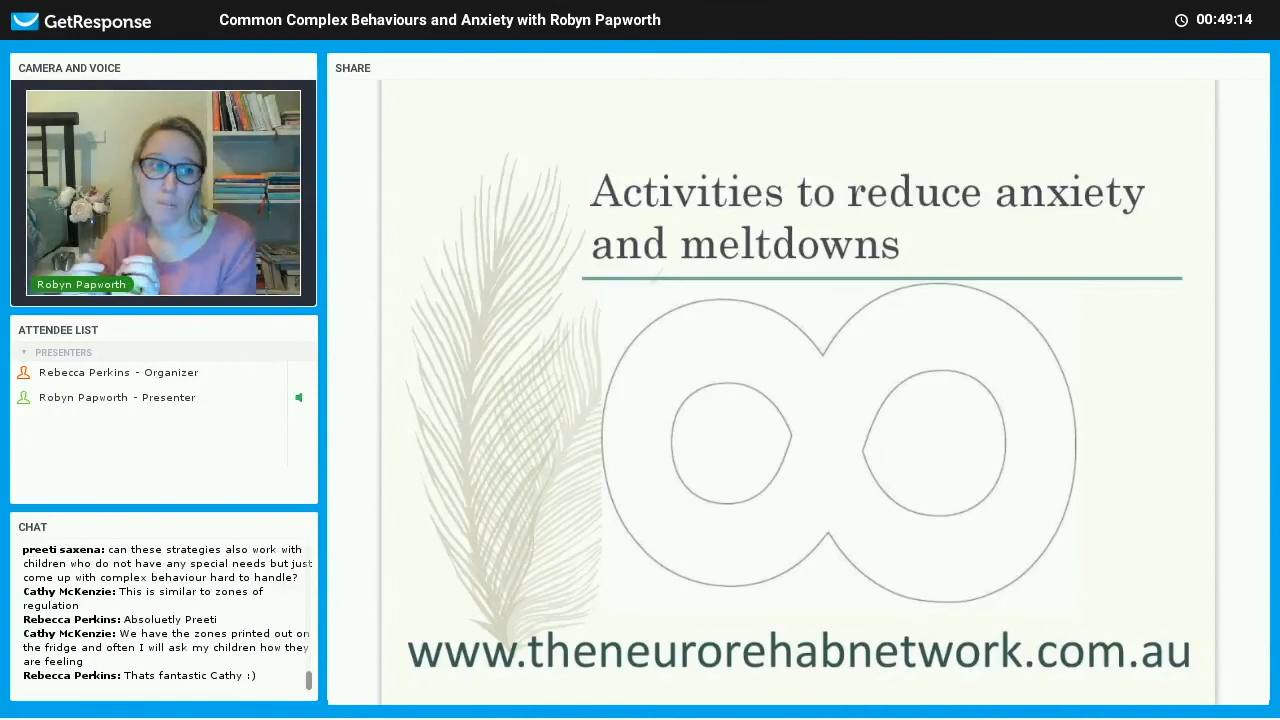 GetResponse
Common Complex Behaviours and Anxiety with Robyn Papworth
00:49:14
CAMERA AND VOICE
Robyn Papworth
ATTENDEE LIST
PRESENTERS
Rebecca Perkins - Organizer
Robyn Papworth - Presenter
CHAT
preeti saxena: can these strategies also work with
children who do not have any special needs but just
come up with complex behaviour hard to handle?
Cathy McKenzie: This is similar to zones of
regulation
Rebecca Perkins: Absoluetly Preeti
Cathy McKenzie: We have the zones printed out on
the fridge and often I will ask my children how they
are feeling
Rebecca Perkins: Thats fantastic Cathy :)
SHARE
Activities to reduce anxiety
and meltdowns
www.theneurorehabnetwork.com.au